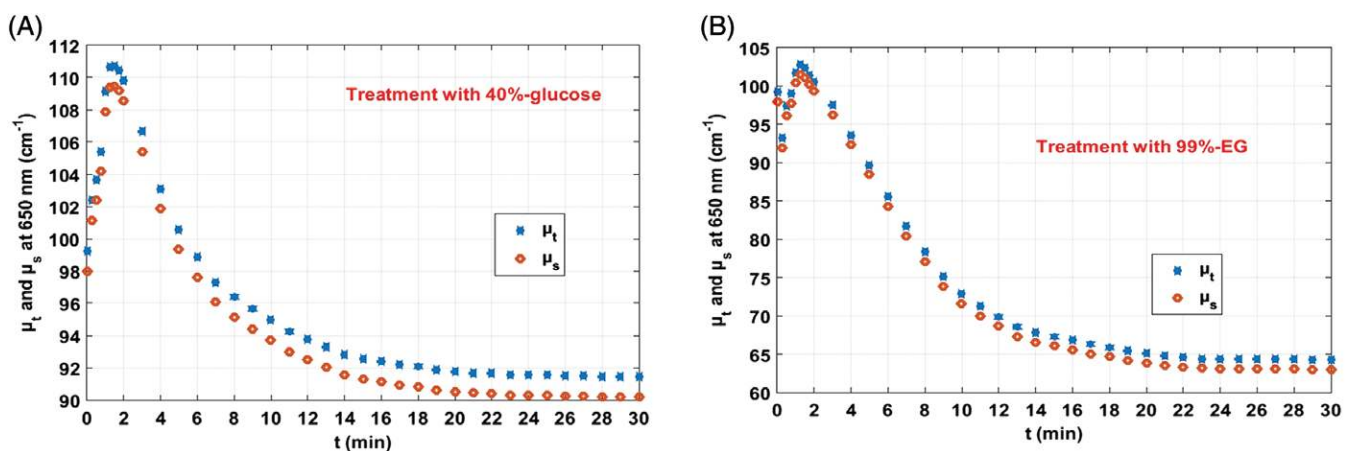 (A)
112
110
108
106
104
102
100
98
96
94
92
90
μt and μs at 650 nm (cm-1)
Treatment with 40%-glucose
μt
μs
0 2 4 6 8 10 12 14 16 18 20 22 24 26 28 30
t (min)
(B)
105
100
95
90
85
80
75
70
65
60
μt and μs at 650 nm (cm-1)
Treatment with 99%-EG
μt
μs
0 2 4 6 8 10 12 14 16 18 20 22 24 26 28 30
t (min)